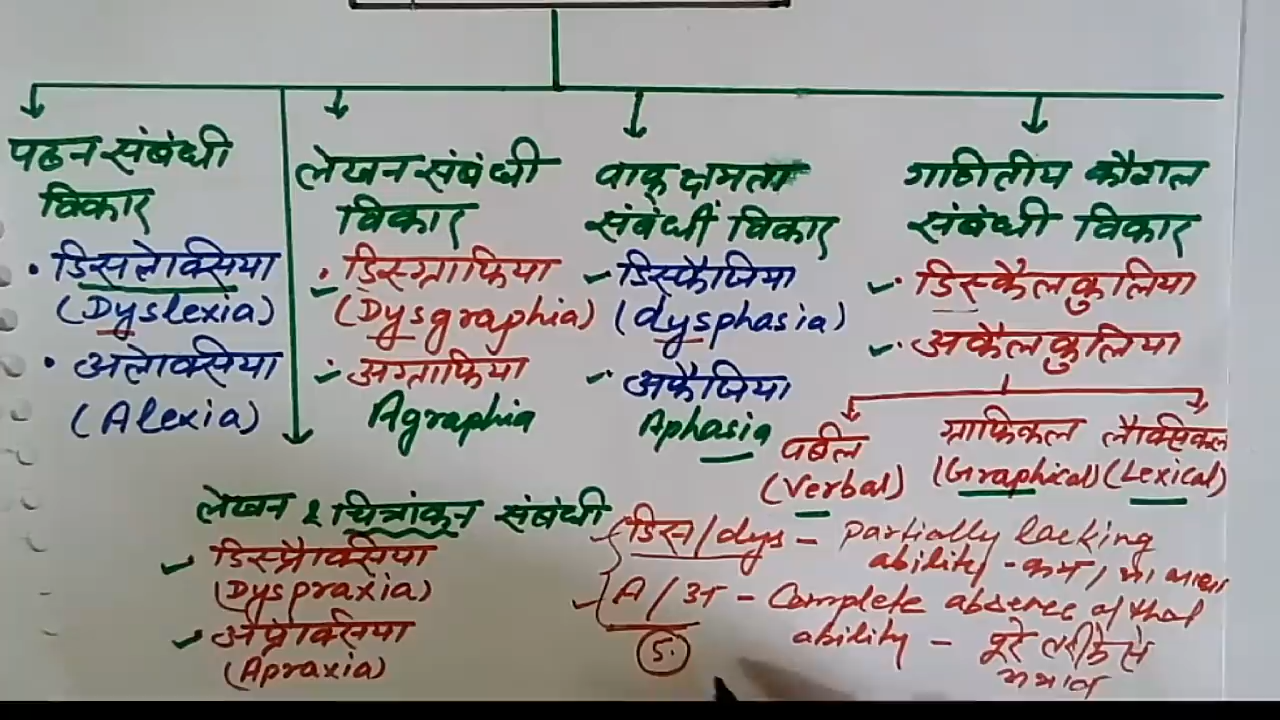 पठन संबंधी
विकार
• डिसलेक्सिया
(Dyslexia)
• अलेक्सिया
(Alexia)
लेखन संबंधी
विकार
• डिस्ग्राफिया
(Dysgraphia)
• अग्राफिया
Agraphia
वाक् क्षमता
संबंधी विकार
• डिस्फैजिया
(dysphasia)
• अफैजिया
Aphasia
गणितीय कौशल
संबंधी विकार
• डिस्कैलकुलिया
• अकैलकुलिया
वर्बल
(Verbal)
ग्राफिकल
(Graphical)
लैक्सिकल
(Lexical)
लेखन & चित्रांकन संबंधी
डिस्प्रैक्सिया
(Dyspraxia)
अप्रैक्सिया
(Apraxia)
डिस/dys - Partially lacking
ability - कम /
A/अ - Complete absence of that
ability - पूरे तरीके से
अभाव
5.